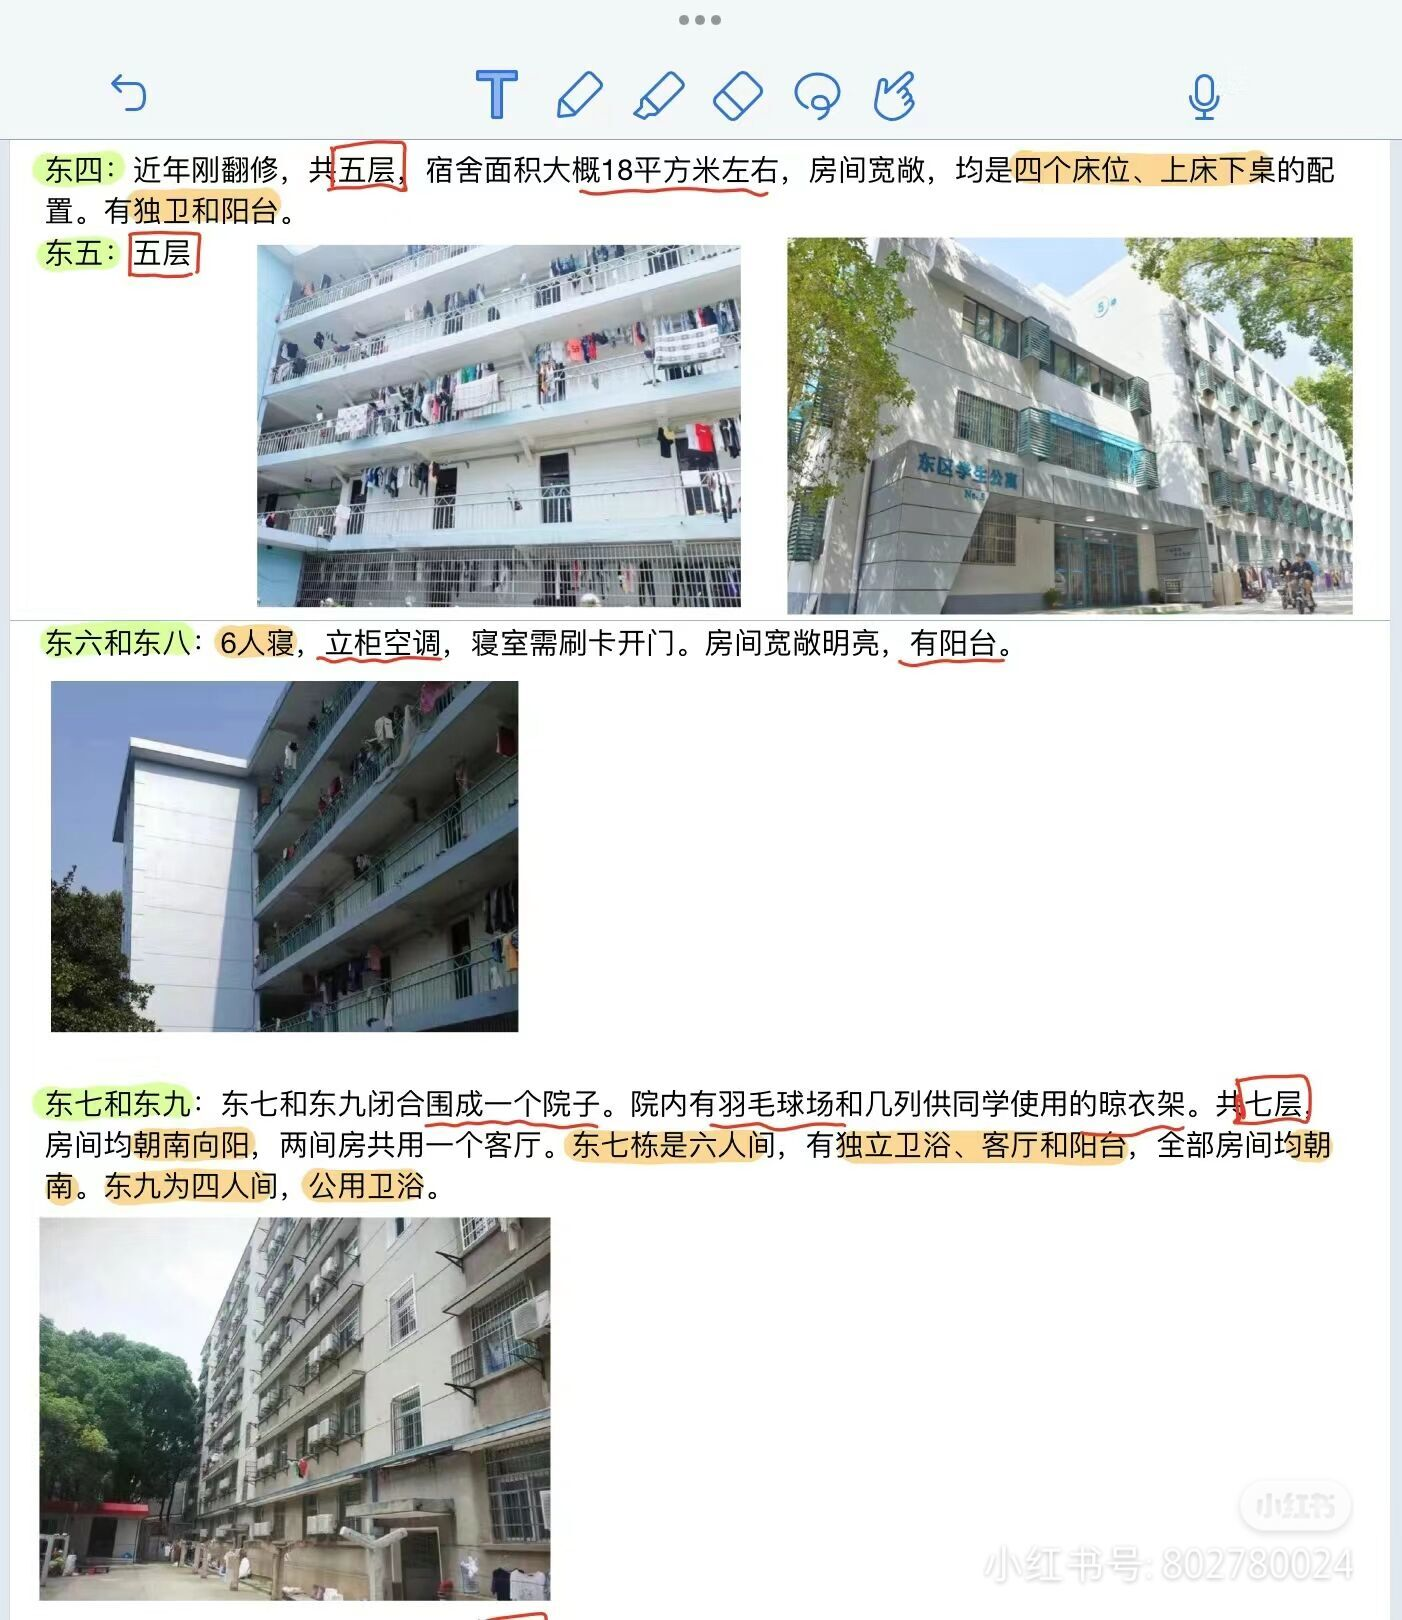 东四：近年刚翻修，共五层，宿舍面积大概18平方米左右，房间宽敞，均是四个床位、上床下桌的配
置。有独卫和阳台。
东五：五层
5#
东区学生公寓
No. 5
东六和东八：6人寝，立柜空调，寝室需刷卡开门。房间宽敞明亮，有阳台。
东七和东九：东七和东九闭合围成一个院子。院内有羽毛球场和几列供同学使用的晾衣架。共七层，
房间均朝南向阳，两间房共用一个客厅。东七栋是六人间，有独立卫浴、客厅和阳台，全部房间均朝
南。东九为四人间，公用卫浴。
小红书
小红书号: 802780024